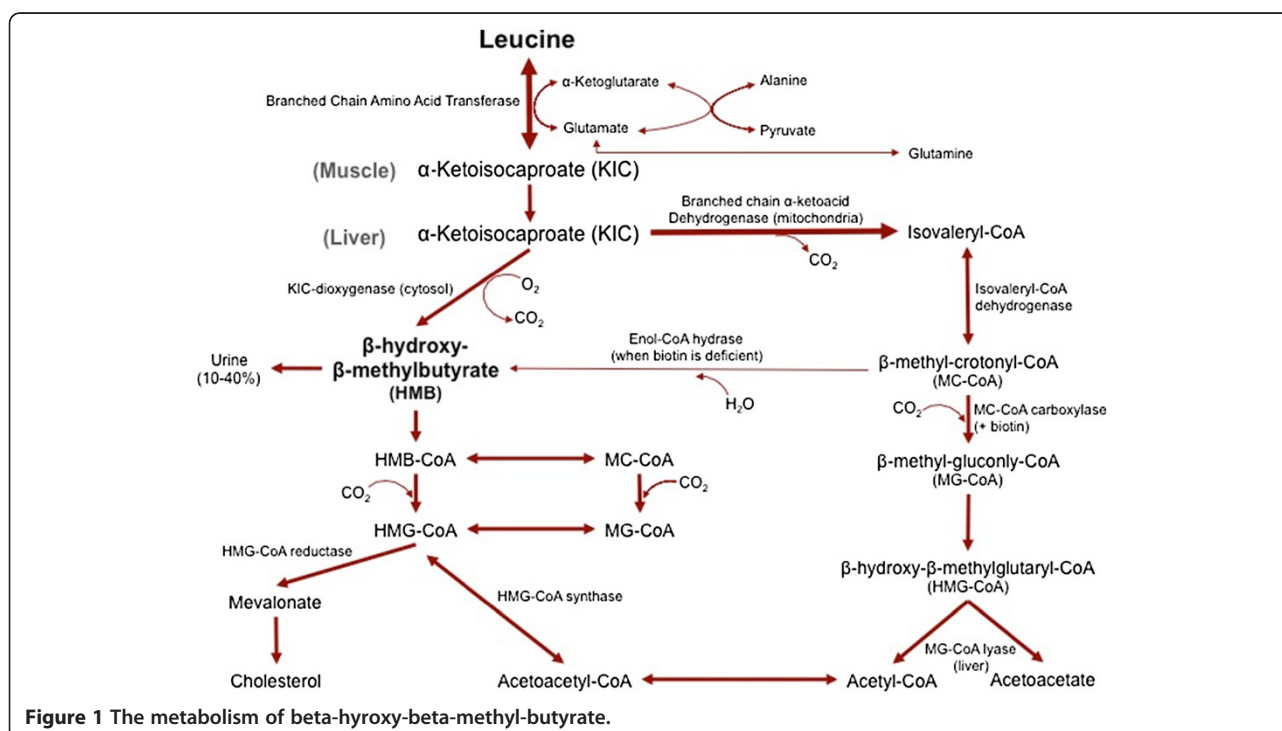 Leucine
Branched Chain Amino Acid Transferase
α-Ketoglutarate
Alanine
Glutamate
Pyruvate
Glutamine
(Muscle) α-Ketoisocaproate (KIC)
Branched chain α-ketoacid
Dehydrogenase (mitochondria)
(Liver) α-Ketoisocaproate (KIC)
Isovaleryl-CoA
CO₂
KIC-dioxygenase (cytosol)
O₂
CO₂
Isovaleryl-CoA
dehydrogenase
Urine
(10-40%)
β-hydroxy-
β-methylbutyrate
(HMB)
Enol-CoA hydrase
(when biotin is deficient)
H₂O
β-methyl-crotonyl-CoA
(MC-CoA)
CO₂
MC-CoA carboxylase
(+ biotin)
HMB-CoA
MC-CoA
β-methyl-gluconly-CoA
(MG-CoA)
CO₂
CO₂
HMG-CoA
MG-CoA
HMG-CoA reductase
β-hydroxy-β-methylglutaryl-CoA
(HMG-CoA)
Mevalonate
HMG-CoA synthase
MG-CoA lyase
(liver)
Cholesterol
Acetoacetyl-CoA
Acetyl-CoA
Acetoacetate
Figure 1 The metabolism of beta-hyroxy-beta-methyl-butyrate.